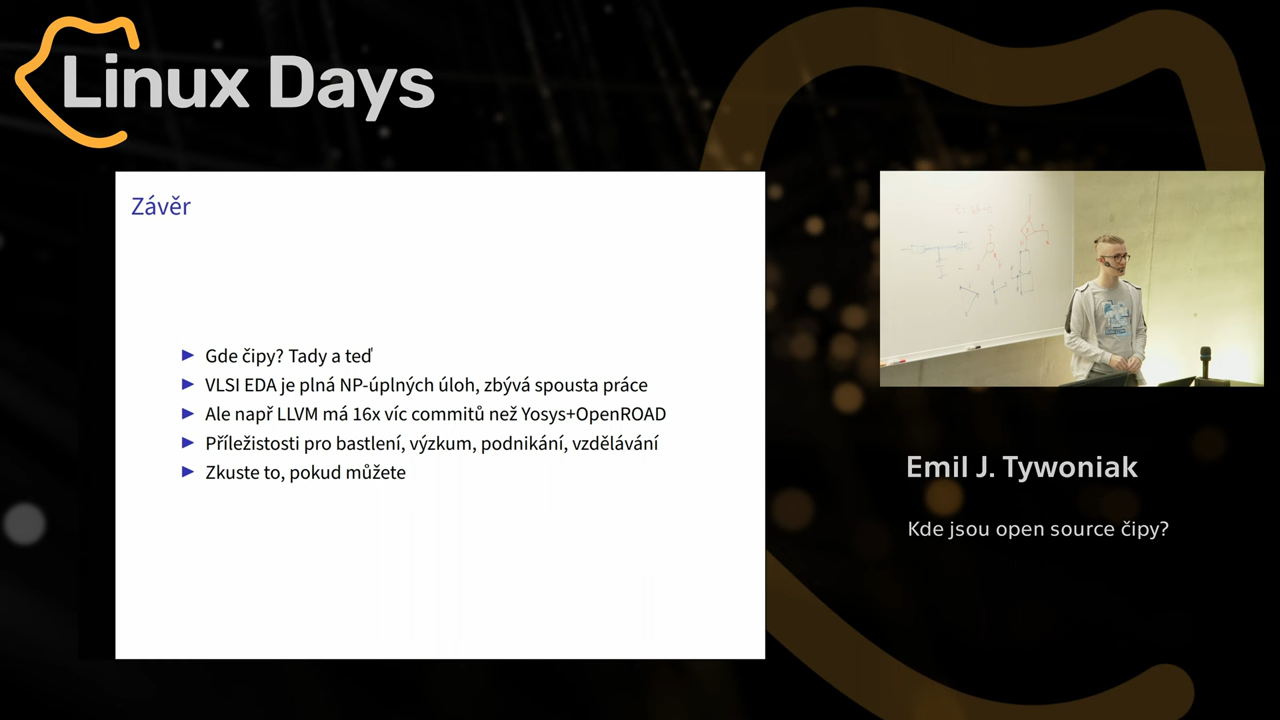 Linux Days
Závěr
Gde čipy? Tady a teď
VLSI EDA je plná NP-úplných úloh, zbývá spousta práce
Ale např LLVM má 16x víc commitů než Yosys+OpenROAD
Příležistosti pro bastlení, výzkum, podnikání, vzdělávání
Zkuste to, pokud můžete
Emil J. Tywoniak
Kde jsou open source čipy?